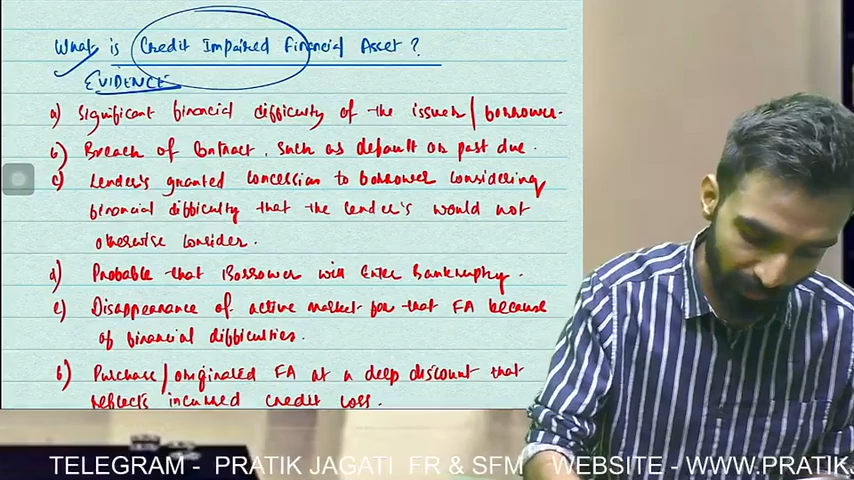 What is Credit Impaired Financial Asset ?
EVIDENCE
a) Significant financial difficulty of the issuer / borrower.
b) Breach of Contract, such as default or past due.
c) Lender's granted concession to borrower considering
financial difficulty that the lender's would not
otherwise consider.
d) Probable that Borrower will Enter Bankruptcy.
e) Disappearance of active market for that FA because
of financial difficulties.
f) Purchase / originated FA at a deep discount that
reflects incurred credit loss.
TELEGRAM - PRATIK JAGATI FR & SFM WEBSITE - WWW.PRATIK